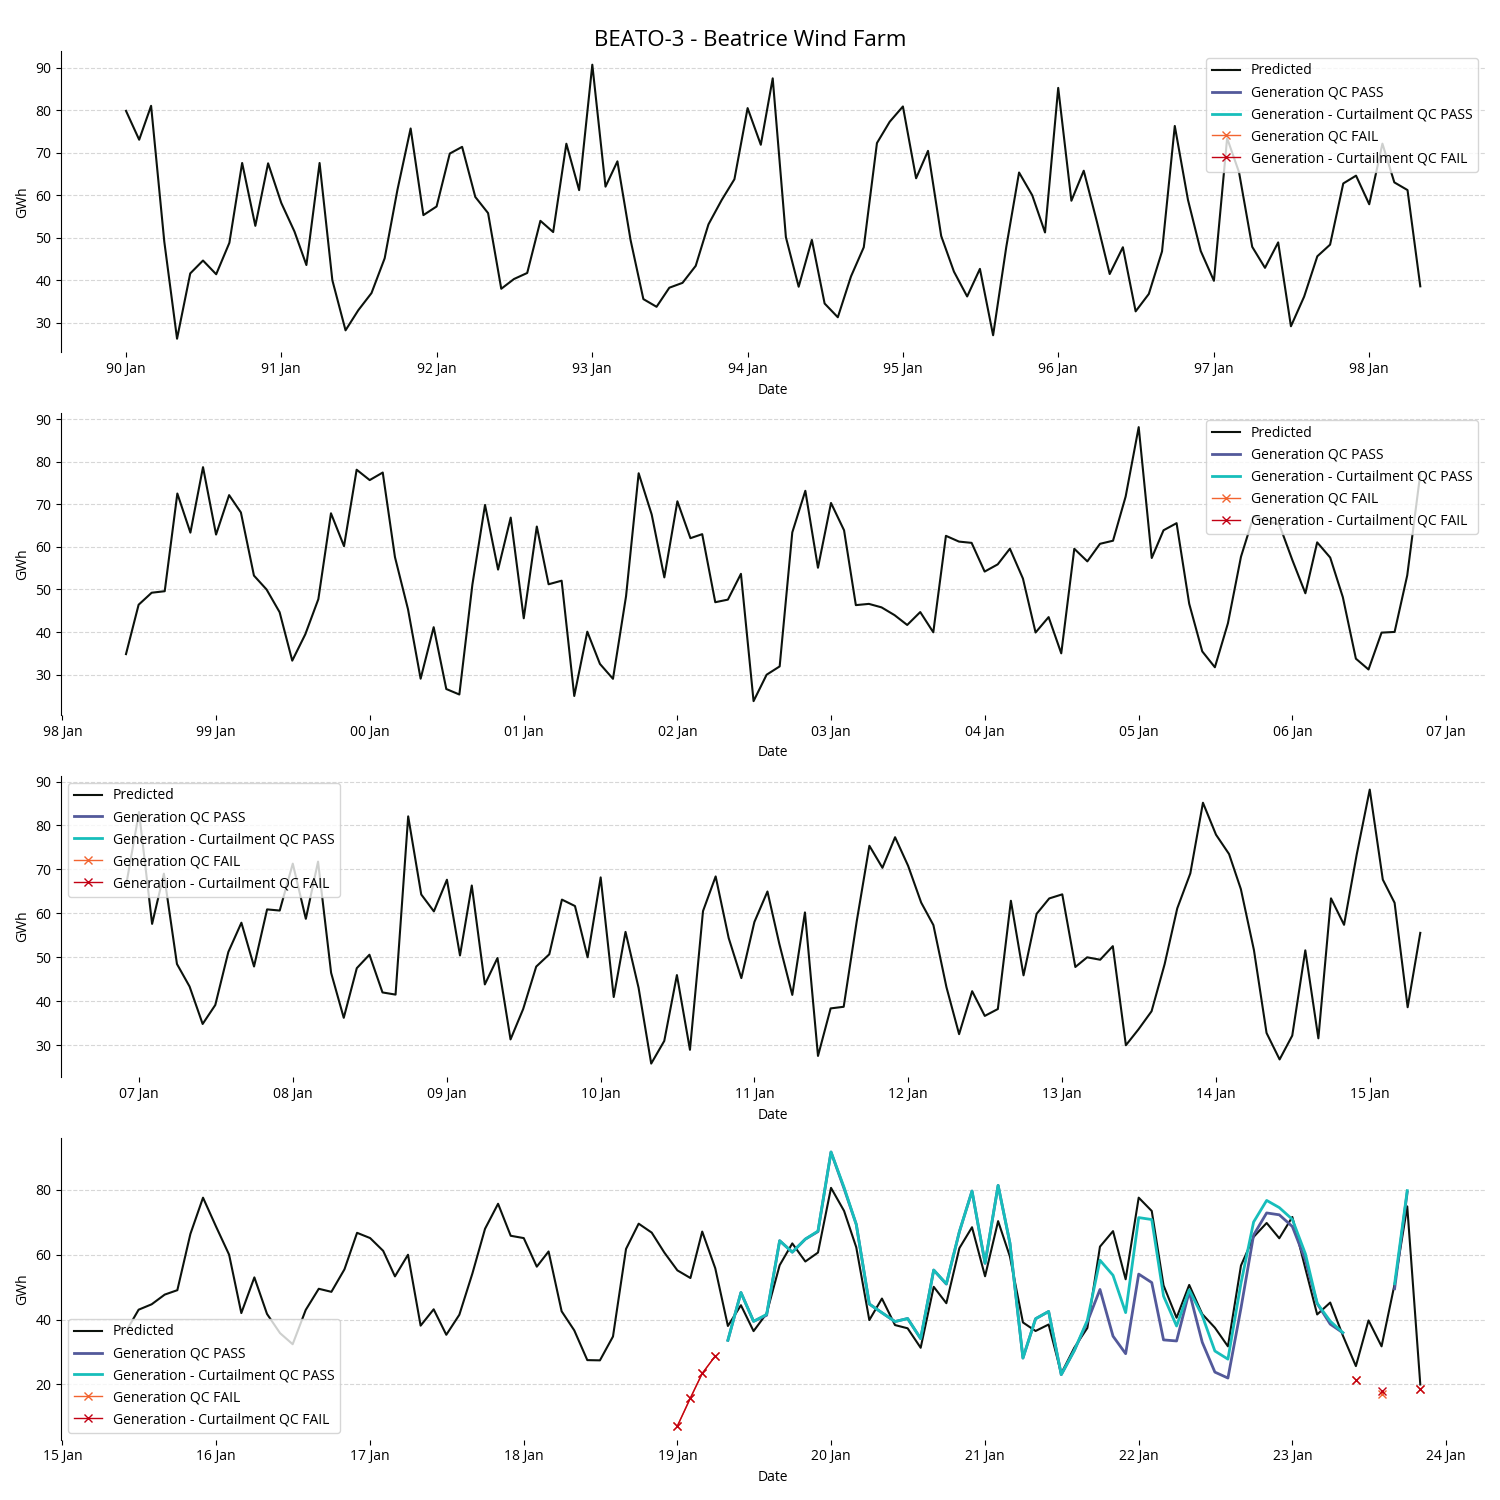 BEATO-3 - Beatrice Wind Farm
90
80
70
60
50
40
30
GWh
Predicted
Generation QC PASS
Generation - Curtailment QC PASS
Generation QC FAIL
Generation - Curtailment QC FAIL
90 Jan 91 Jan 92 Jan 93 Jan 94 Jan 95 Jan 96 Jan 97 Jan 98 Jan
Date
90
80
70
60
50
40
30
GWh
Predicted
Generation QC PASS
Generation - Curtailment QC PASS
Generation QC FAIL
Generation - Curtailment QC FAIL
98 Jan 99 Jan 00 Jan 01 Jan 02 Jan 03 Jan 04 Jan 05 Jan 06 Jan 07 Jan
Date
90
80
70
60
50
40
30
GWh
Predicted
Generation QC PASS
Generation - Curtailment QC PASS
Generation QC FAIL
Generation - Curtailment QC FAIL
07 Jan 08 Jan 09 Jan 10 Jan 11 Jan 12 Jan 13 Jan 14 Jan 15 Jan
Date
80
60
40
20
GWh
Predicted
Generation QC PASS
Generation - Curtailment QC PASS
Generation QC FAIL
Generation - Curtailment QC FAIL
15 Jan 16 Jan 17 Jan 18 Jan 19 Jan 20 Jan 21 Jan 22 Jan 23 Jan 24 Jan
Date